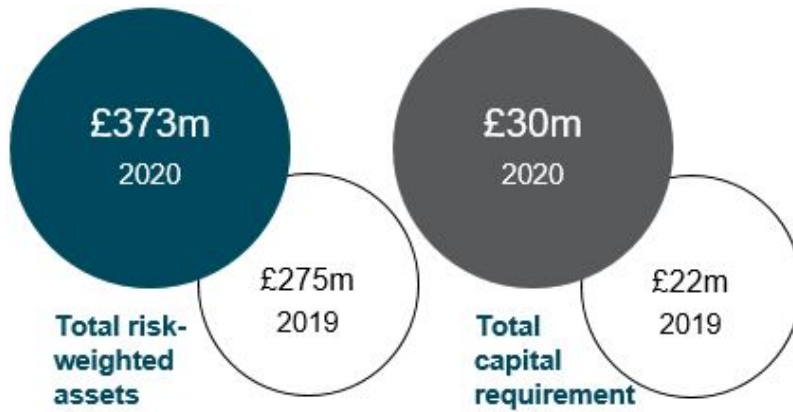 £373m
2020
£275m
2019
Total risk-
weighted
assets
£30m
2020
£22m
2019
Total
capital
requirement